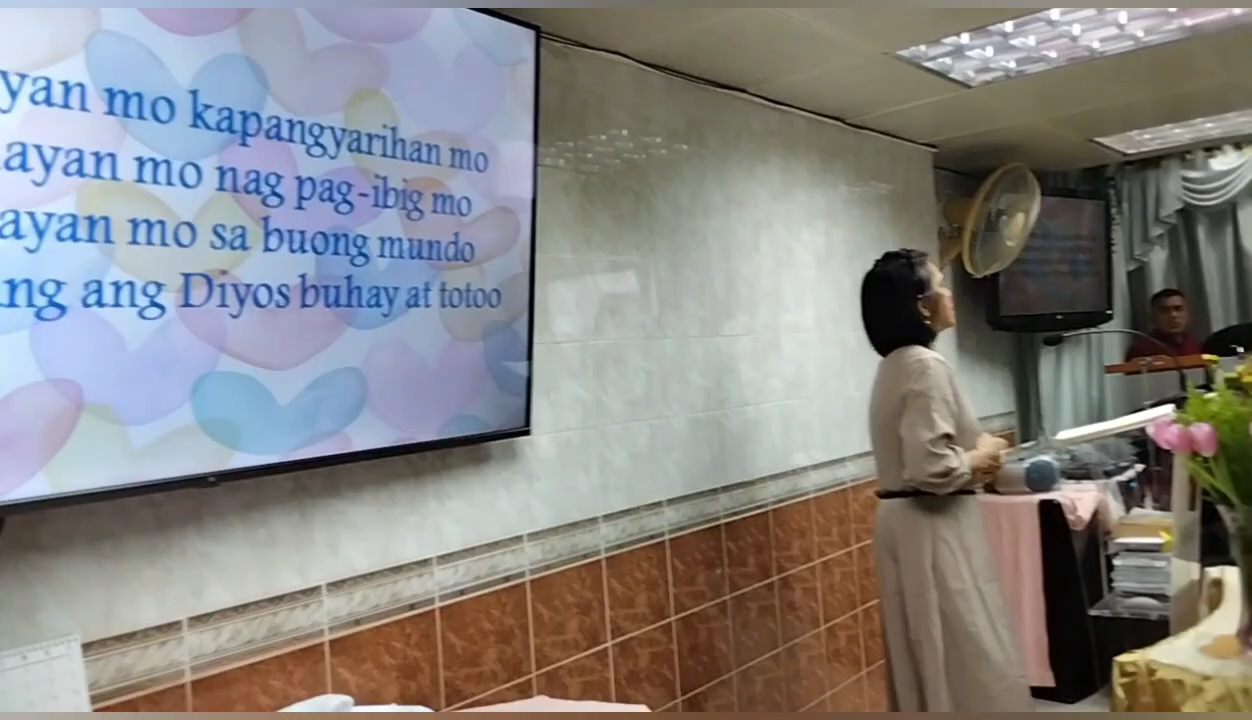 yan mo kapangyarihan mo
ayan mo nag pag-ibig mo
ayan mo sa buong mundo
ng ang Diyos buhay at totoo